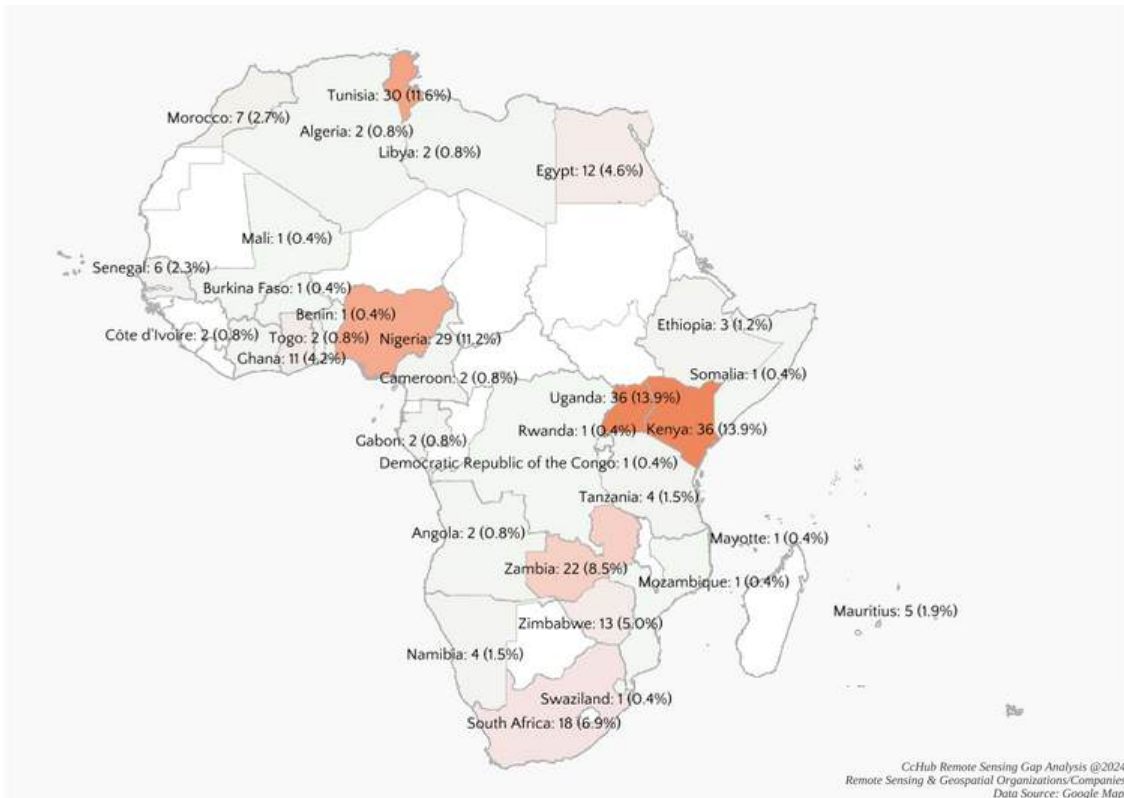 Tunisia: 30 (11.6%)
Morocco: 7 (2.7%)
Algeria: 2 (0.8%)
Libya: 2 (0.8%)
Egypt: 12 (4.6%)
Mali: 1 (0.4%)
Senegal: 6 (2.3%)
Burkina Faso: 1 (0.4%)
Benin: 1 (0.4%)
Ethiopia: 3 (1.2%)
Côte d'Ivoire: 2 (0.8%)
Togo: 2 (0.8%)
Nigeria: 29 (11.2%)
Ghana: 11 (4.2%)
Somalia: 1 (0.4%)
Cameroon: 2 (0.8%)
Uganda: 36 (13.9%)
Rwanda: 1 (0.4%)
Kenya: 36 (13.9%)
Gabon: 2 (0.8%)
Democratic Republic of the Congo: 1 (0.4%)
Tanzania: 4 (1.5%)
Angola: 2 (0.8%)
Mayotte: 1 (0.4%)
Zambia: 22 (8.5%)
Mozambique: 1 (0.4%)
Mauritius: 5 (1.9%)
Zimbabwe: 13 (5.0%)
Namibia: 4 (1.5%)
Swaziland: 1 (0.4%)
South Africa: 18 (6.9%)
CcHub Remote Sensing Gap Analysis @2024
Remote Sensing & Geospatial Organizations/Companies
Data Source: Google Map